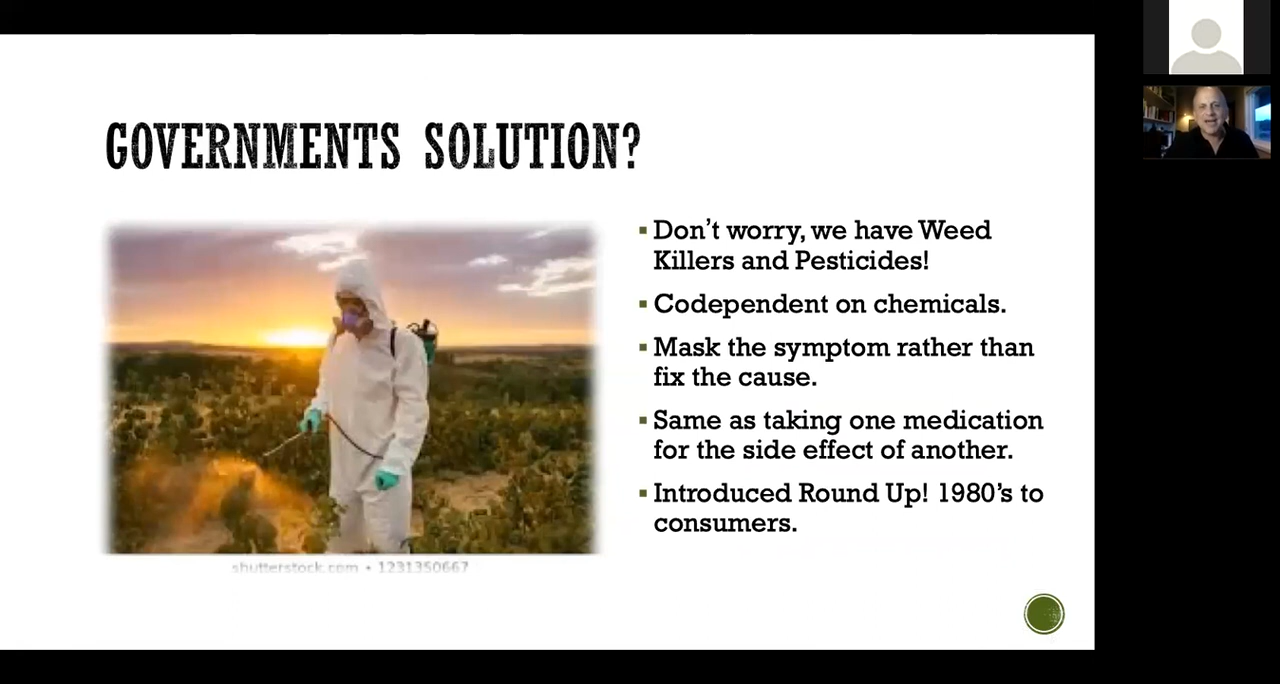 GOVERNMENTS SOLUTION?
▪ Don't worry, we have Weed
Killers and Pesticides!
▪ Codependent on chemicals.
▪ Mask the symptom rather than
fix the cause.
▪ Same as taking one medication
for the side effect of another.
▪ Introduced Round Up! 1980's to
consumers.
shutterstock.com • 1231350667